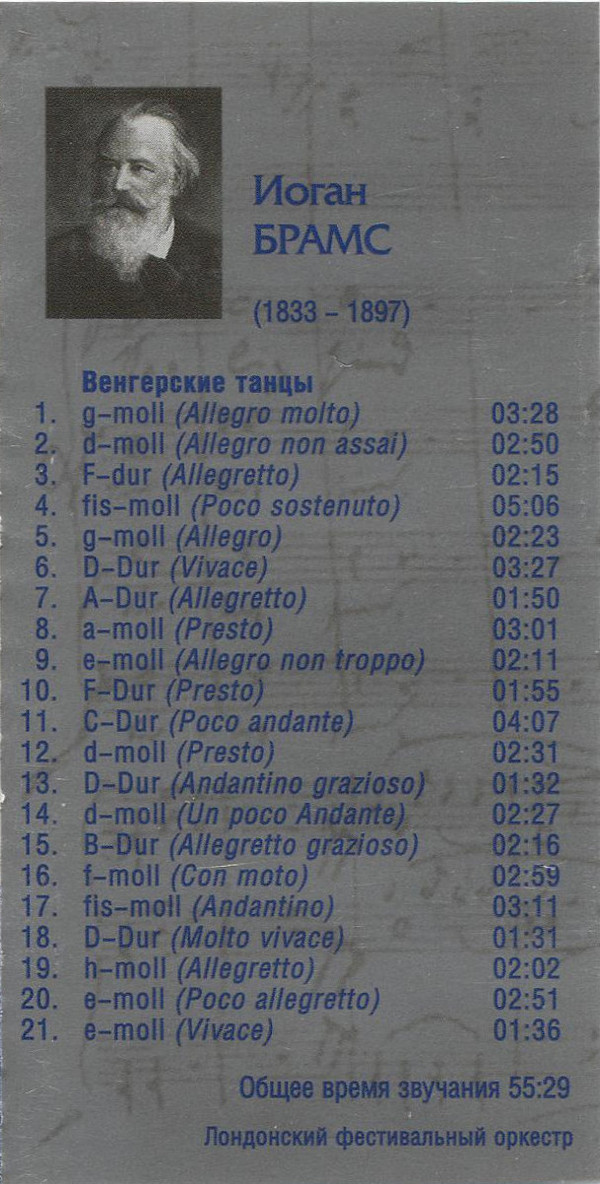 Иоган
БРАМС
(1833 – 1897)
Венгерские танцы
1. g–moll (Allegro molto) 03:28
2. d–moll (Allegro non assai) 02:50
3. F–dur (Allegretto) 02:15
4. fis–moll (Poco sostenuto) 05:06
5. g–moll (Allegro) 02:23
6. D–Dur (Vivace) 03:27
7. A–Dur (Allegretto) 01:50
8. a–moll (Presto) 03:01
9. e–moll (Allegro non troppo) 02:11
10. F–Dur (Presto) 01:55
11. C–Dur (Poco andante) 04:07
12. d–moll (Presto) 02:31
13. D–Dur (Andantino grazioso) 01:32
14. d–moll (Un poco Andante) 02:27
15. B–Dur (Allegretto grazioso) 02:16
16. f–moll (Con moto) 02:59
17. fis–moll (Andantino) 03:11
18. D–Dur (Molto vivace) 01:31
19. h–moll (Allegretto) 02:02
20. e–moll (Poco allegretto) 02:51
21. e–moll (Vivace) 01:36
Общее время звучания 55:29
Лондонский фестивальный оркестр